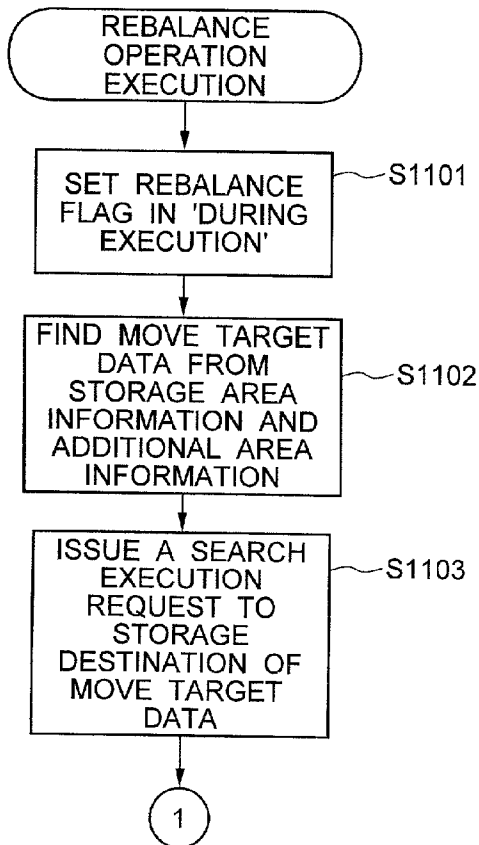 REBALANCE
OPERATION
EXECUTION
SET REBALANCE
FLAG IN 'DURING
EXECUTION'
S1101
FIND MOVE TARGET
DATA FROM
STORAGE AREA
INFORMATION AND
ADDITIONAL AREA
INFORMATION
S1102
ISSUE A SEARCH
EXECUTION
REQUEST TO
STORAGE
DESTINATION OF
MOVE TARGET
DATA
S1103
1